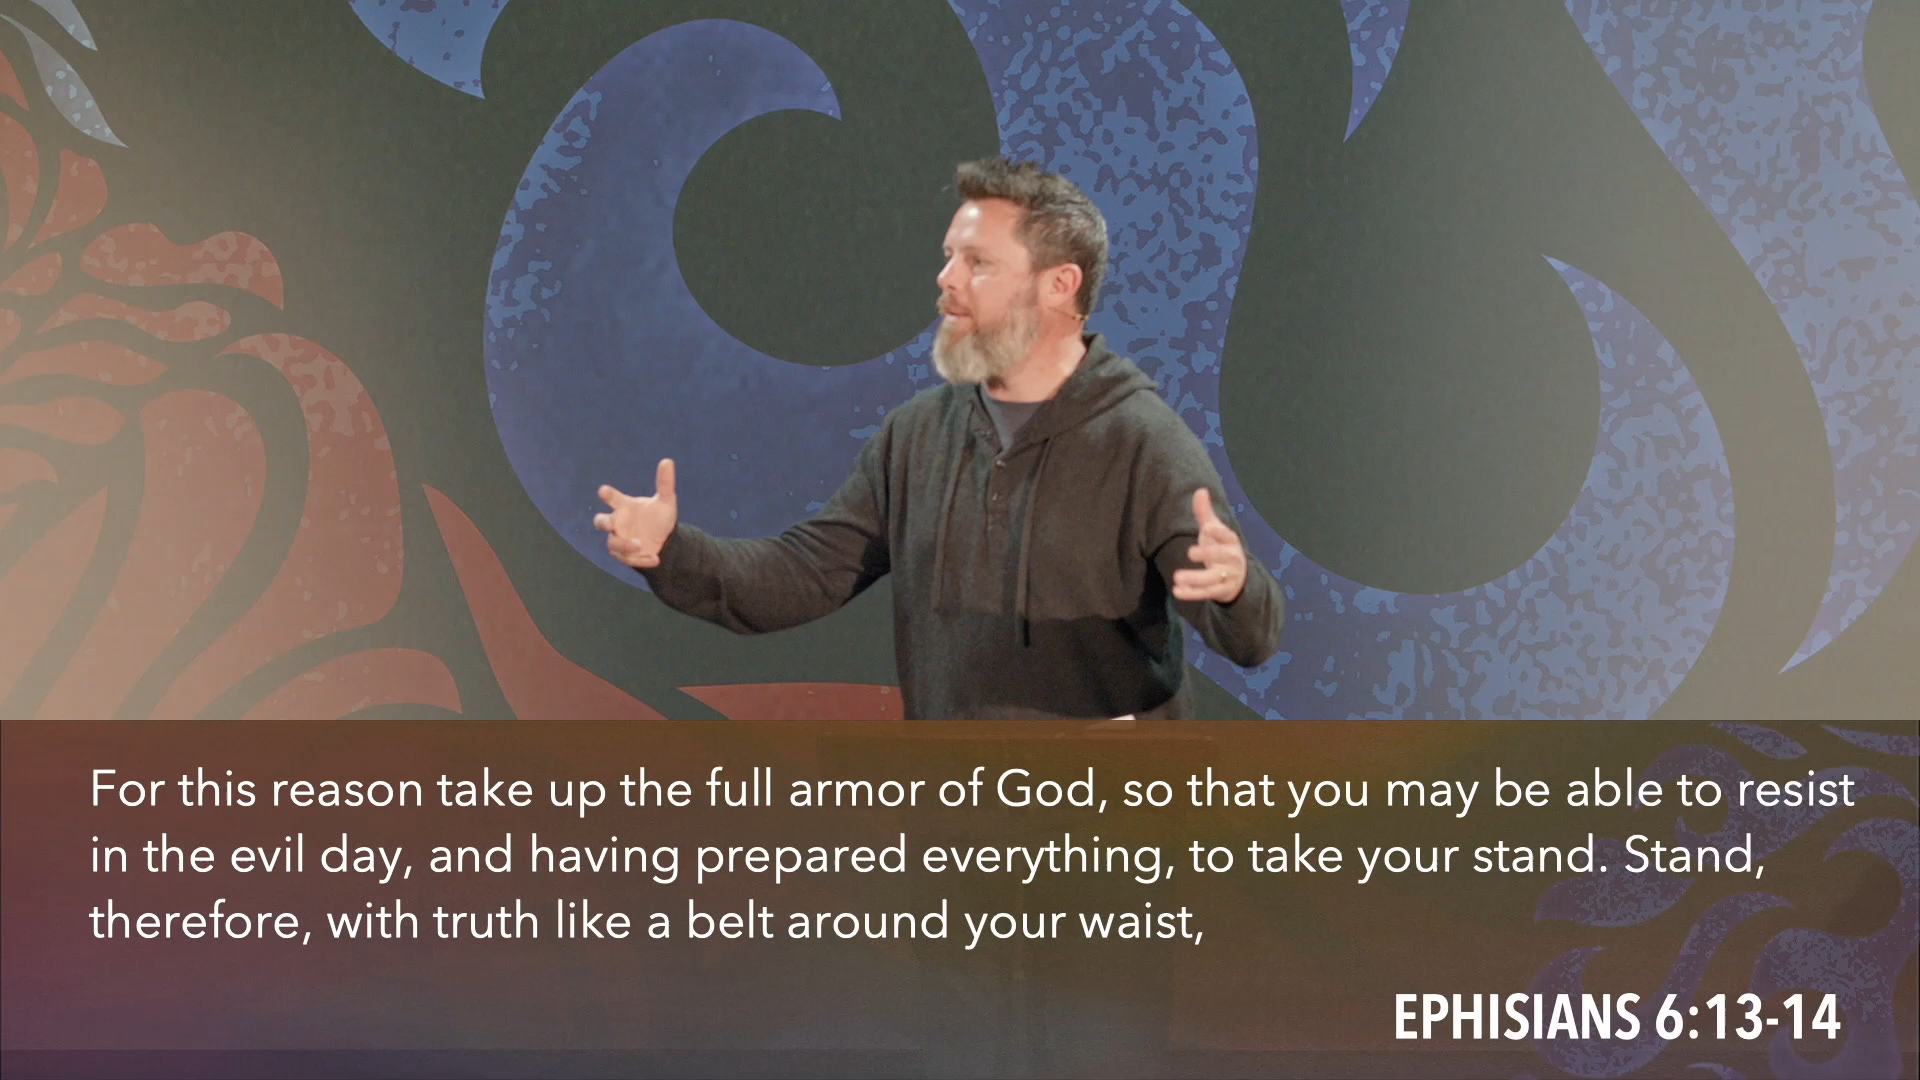 For this reason take up the full armor of God, so that you may be able to resist
in the evil day, and having prepared everything, to take your stand. Stand,
therefore, with truth like a belt around your waist,
EPHISIANS 6:13-14